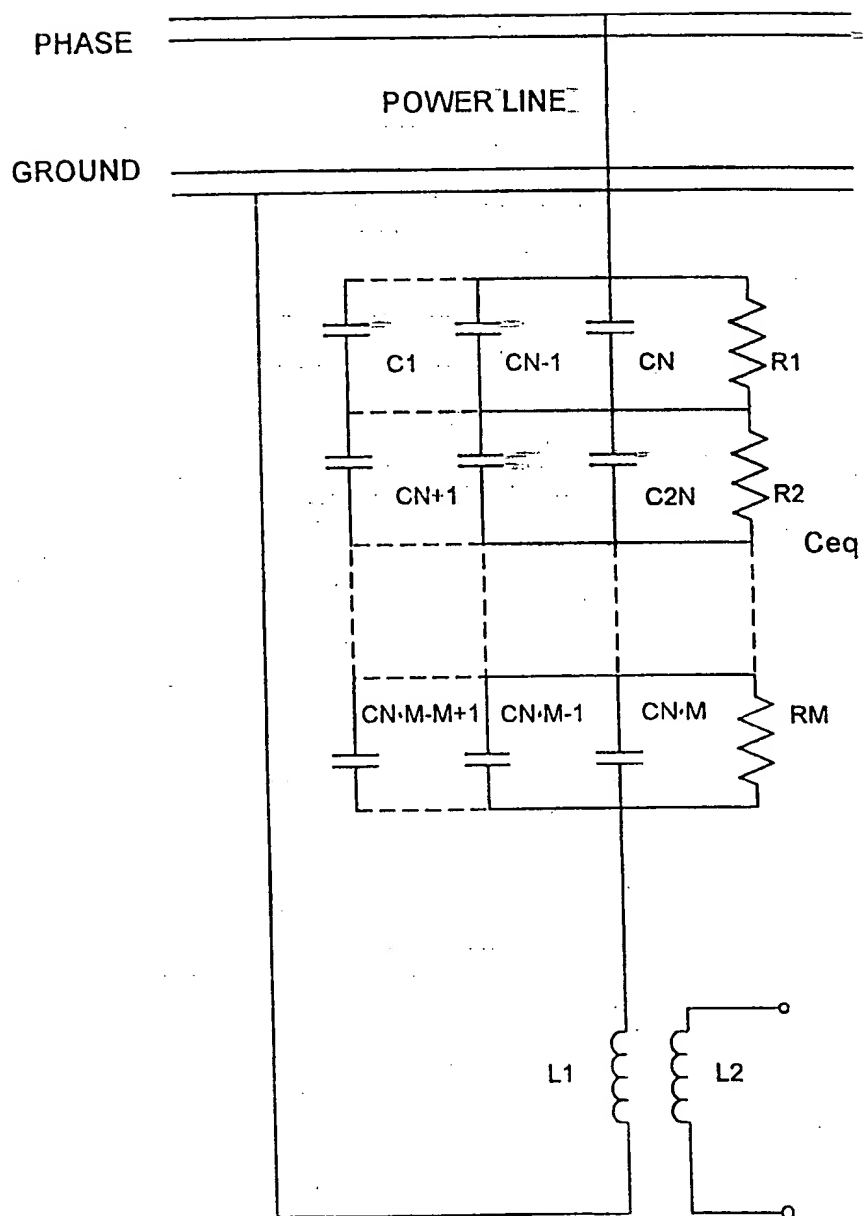 PHASE
POWER LINE
GROUND
C1 CN-1 CN R1
CN+1 C2N R2
Ceq
CN•M-M+1 CN•M-1 CN•M RM
L1 L2